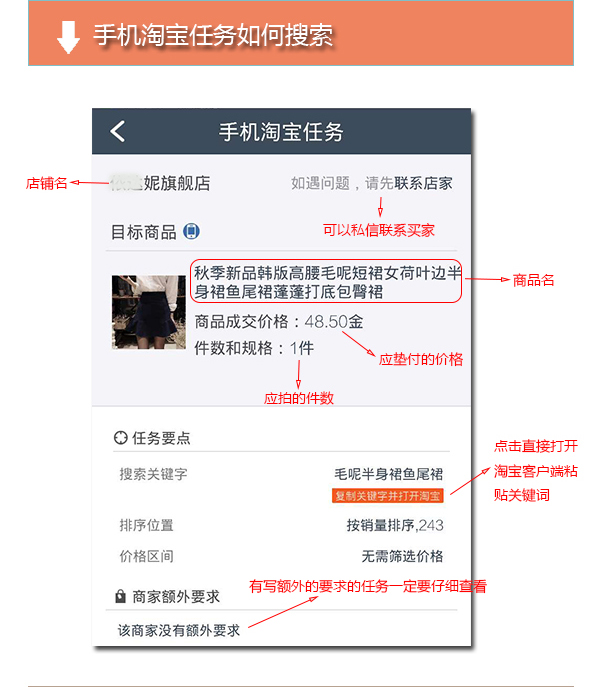 手机淘宝任务如何搜索
手机淘宝任务
店铺名
妮旗舰店
如遇问题，请先联系店家
可以私信联系买家
目标商品
秋季新品韩版高腰毛呢短裙女荷叶边半
身裙鱼尾裙蓬蓬打底包臀裙
商品名
商品成交价格：48.50金
件数和规格：1件
应垫付的价格
应拍的件数
任务要点
搜索关键字
毛呢半身裙鱼尾裙
复制关键字并打开淘宝
点击直接打开
淘宝客户端粘
贴关键词
排序位置
按销量排序,243
价格区间
无需筛选价格
有写额外的要求的任务一定要仔细查看
商家额外要求
该商家没有额外要求